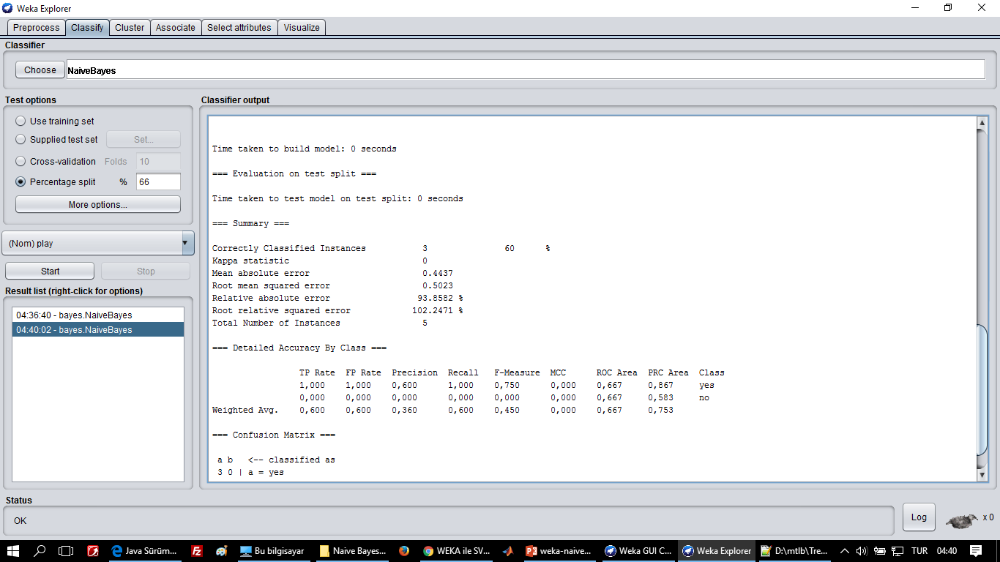 Weka Explorer
Preprocess Classify Cluster Associate Select attributes Visualize
Classifier
Choose NaiveBayes
Test options
Use training set
Supplied test set Set...
Cross-validation Folds 10
Percentage split % 66
More options...
(Nom) play
Start Stop
Result list (right-click for options)
04:36:40 - bayes.NaiveBayes
04:40:02 - bayes.NaiveBayes
Classifier output
Time taken to build model: 0 seconds
=== Evaluation on test split ===
Time taken to test model on test split: 0 seconds
=== Summary ===
Correctly Classified Instances 3 60 %
Kappa statistic 0
Mean absolute error 0.4437
Root mean squared error 0.5023
Relative absolute error 93.8582 %
Root relative squared error 102.2471 %
Total Number of Instances 5
=== Detailed Accuracy By Class ===
TP Rate FP Rate Precision Recall F-Measure MCC ROC Area PRC Area Class
1,000 1,000 0,600 1,000 0,750 0,000 0,667 0,867 yes
0,000 0,000 0,000 0,000 0,000 0,000 0,667 0,583 no
Weighted Avg. 0,600 0,600 0,360 0,600 0,450 0,000 0,667 0,753
=== Confusion Matrix ===
a b <-- classified as
3 0 | a = yes
Status
OK
Log x 0
Java Sürüm... Bu bilgisayar Naive Bayes... WEKA ile SV... weka-naive... Weka GUI C... Weka Explorer D:\mtlb\Tre... TUR 04:40